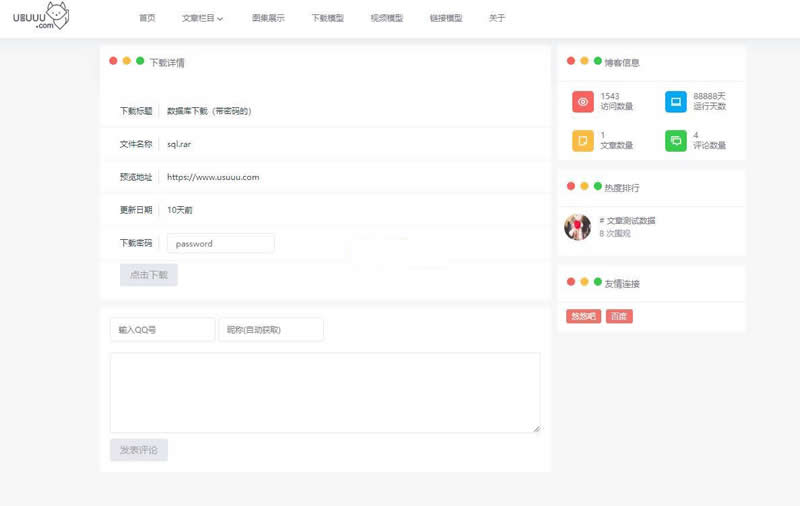 USUUU
.com
首页 文章栏目 图集展示 下载模型 视频模型 链接模型 关于
下载详情
下载标题 数据库下载（带密码的）
文件名称 sql.rar
预览地址 https://www.usuuu.com
更新日期 10天前
下载密码 password
点击下载
输入QQ号 昵称(自动获取)
发表评论
博客信息
1543 88888天
访问数量 运行天数
1 4
文章数量 评论数量
热度排行
# 文章测试数据
8 次围观
友情连接
悠悠吧 百度